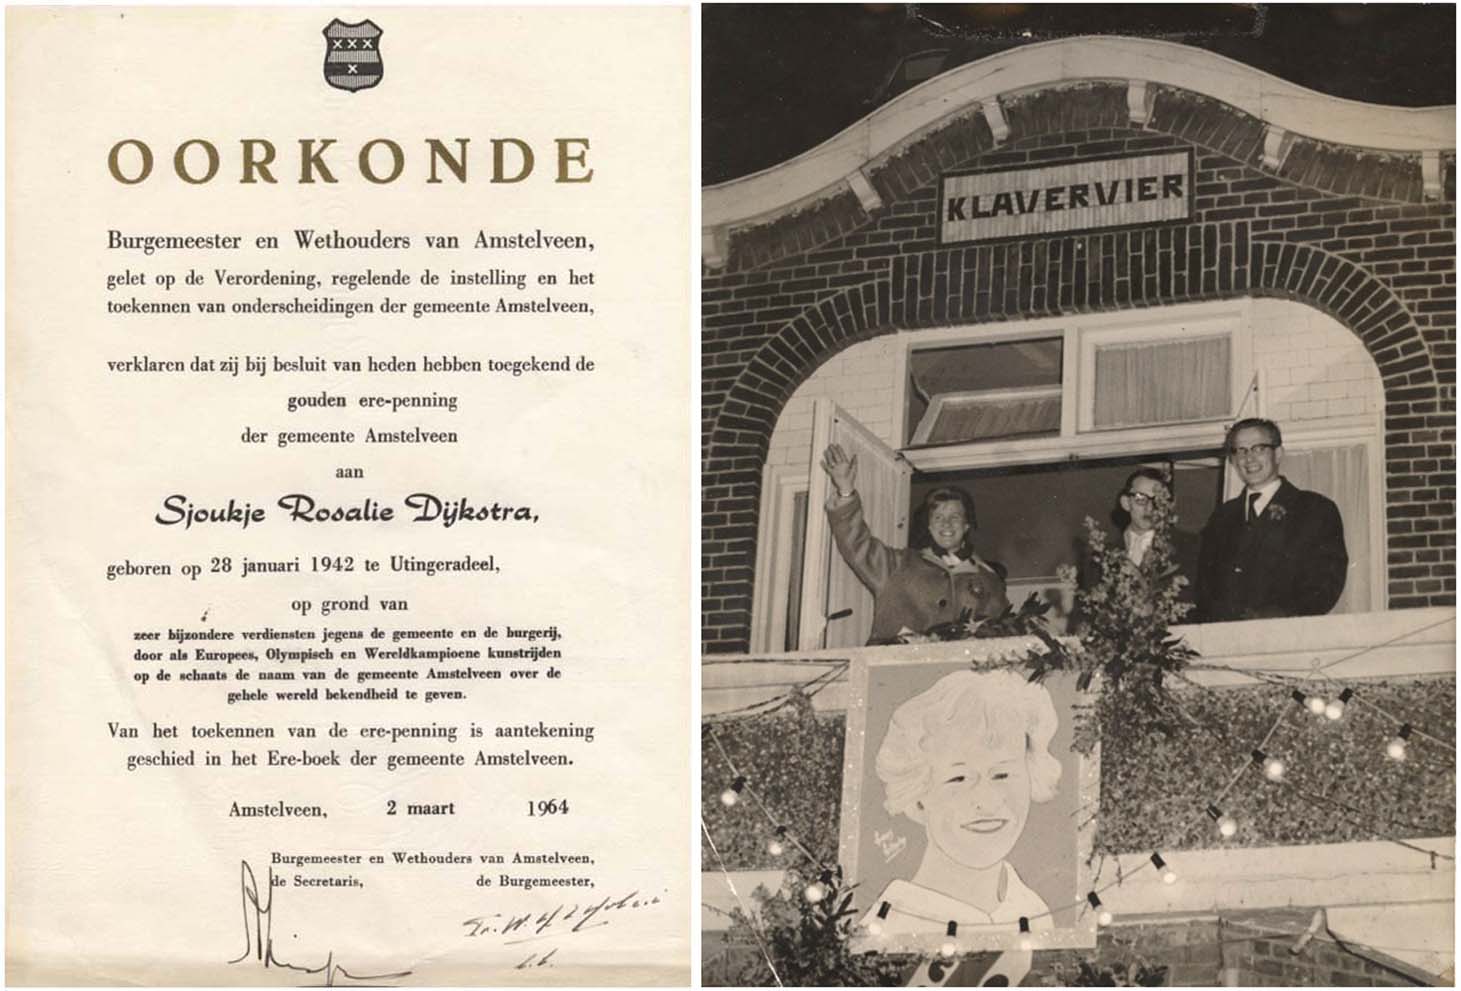 OORKONDE
Burgemeester en Wethouders van Amstelveen,
gelet op de Verordening, regelende de instelling en het
toekennen van onderscheidingen der gemeente Amstelveen,
verklaren dat zij bij besluit van heden hebben toegekend de
gouden ere-penning
der gemeente Amstelveen
aan
Sjoukje Rosalie Dijkstra,
geboren op 28 januari 1942 te Utingeradeel,
op grond van
zeer bijzondere verdiensten jegens de gemeente en de burgerij,
door als Europees, Olympisch en Wereldkampioene kunstrijden
op de schaats de naam van de gemeente Amstelveen over de
gehele wereld bekendheid te geven.
Van het toekennen van de ere-penning is aantekening
geschied in het Ere-boek der gemeente Amstelveen.
Amstelveen, 2 maart 1964
Burgemeester en Wethouders van Amstelveen,
de Secretaris, de Burgemeester,
KLAVERVIER